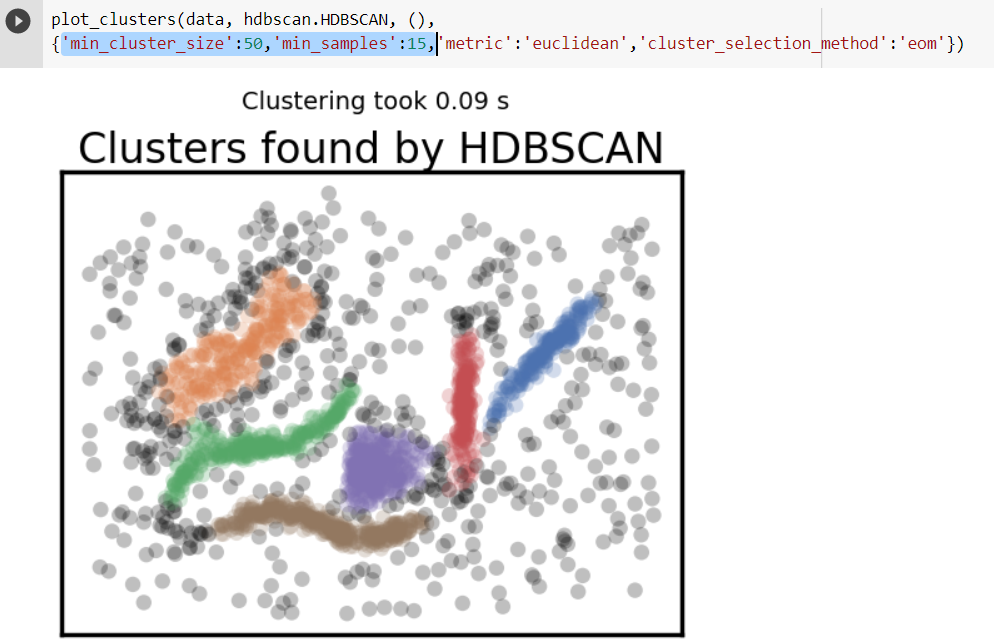 plot_clusters(data, hdbscan.HDBSCAN, (),
{'min_cluster_size':50,'min_samples':15,'metric':'euclidean','cluster_selection_method':'eom'})
Clustering took 0.09 s
Clusters found by HDBSCAN